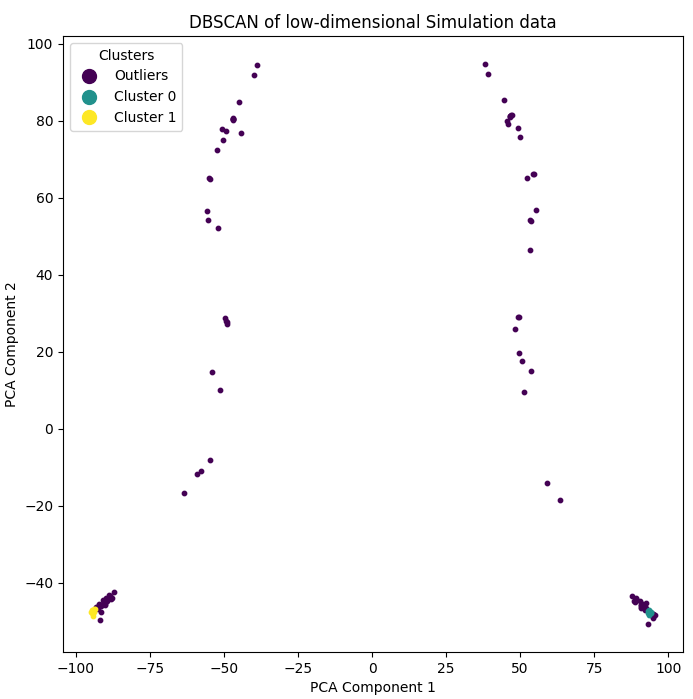 DBSCAN of low-dimensional Simulation data
Clusters
Outliers
Cluster 0
Cluster 1
PCA Component 2
100
80
60
40
20
0
−20
−40
−100
−75
−50
−25
0
25
50
75
100
PCA Component 1